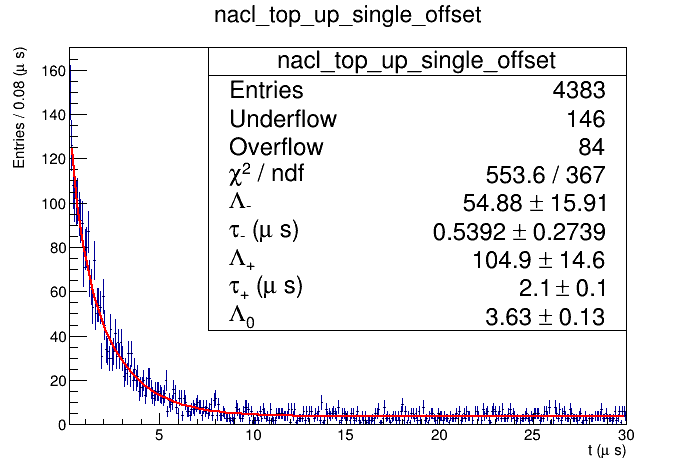 nacl_top_up_single_offset
Entries / 0.08 (μ s)
nacl_top_up_single_offset
Entries 4383
Underflow 146
Overflow 84
χ² / ndf 553.6 / 367
Λ₋ 54.88 ± 15.91
τ₋ (μ s) 0.5392 ± 0.2739
Λ₊ 104.9 ± 14.6
τ₊ (μ s) 2.1 ± 0.1
Λ₀ 3.63 ± 0.13
160
140
120
100
80
60
40
20
0
0 5 10 15 20 25 30
t (μ s)